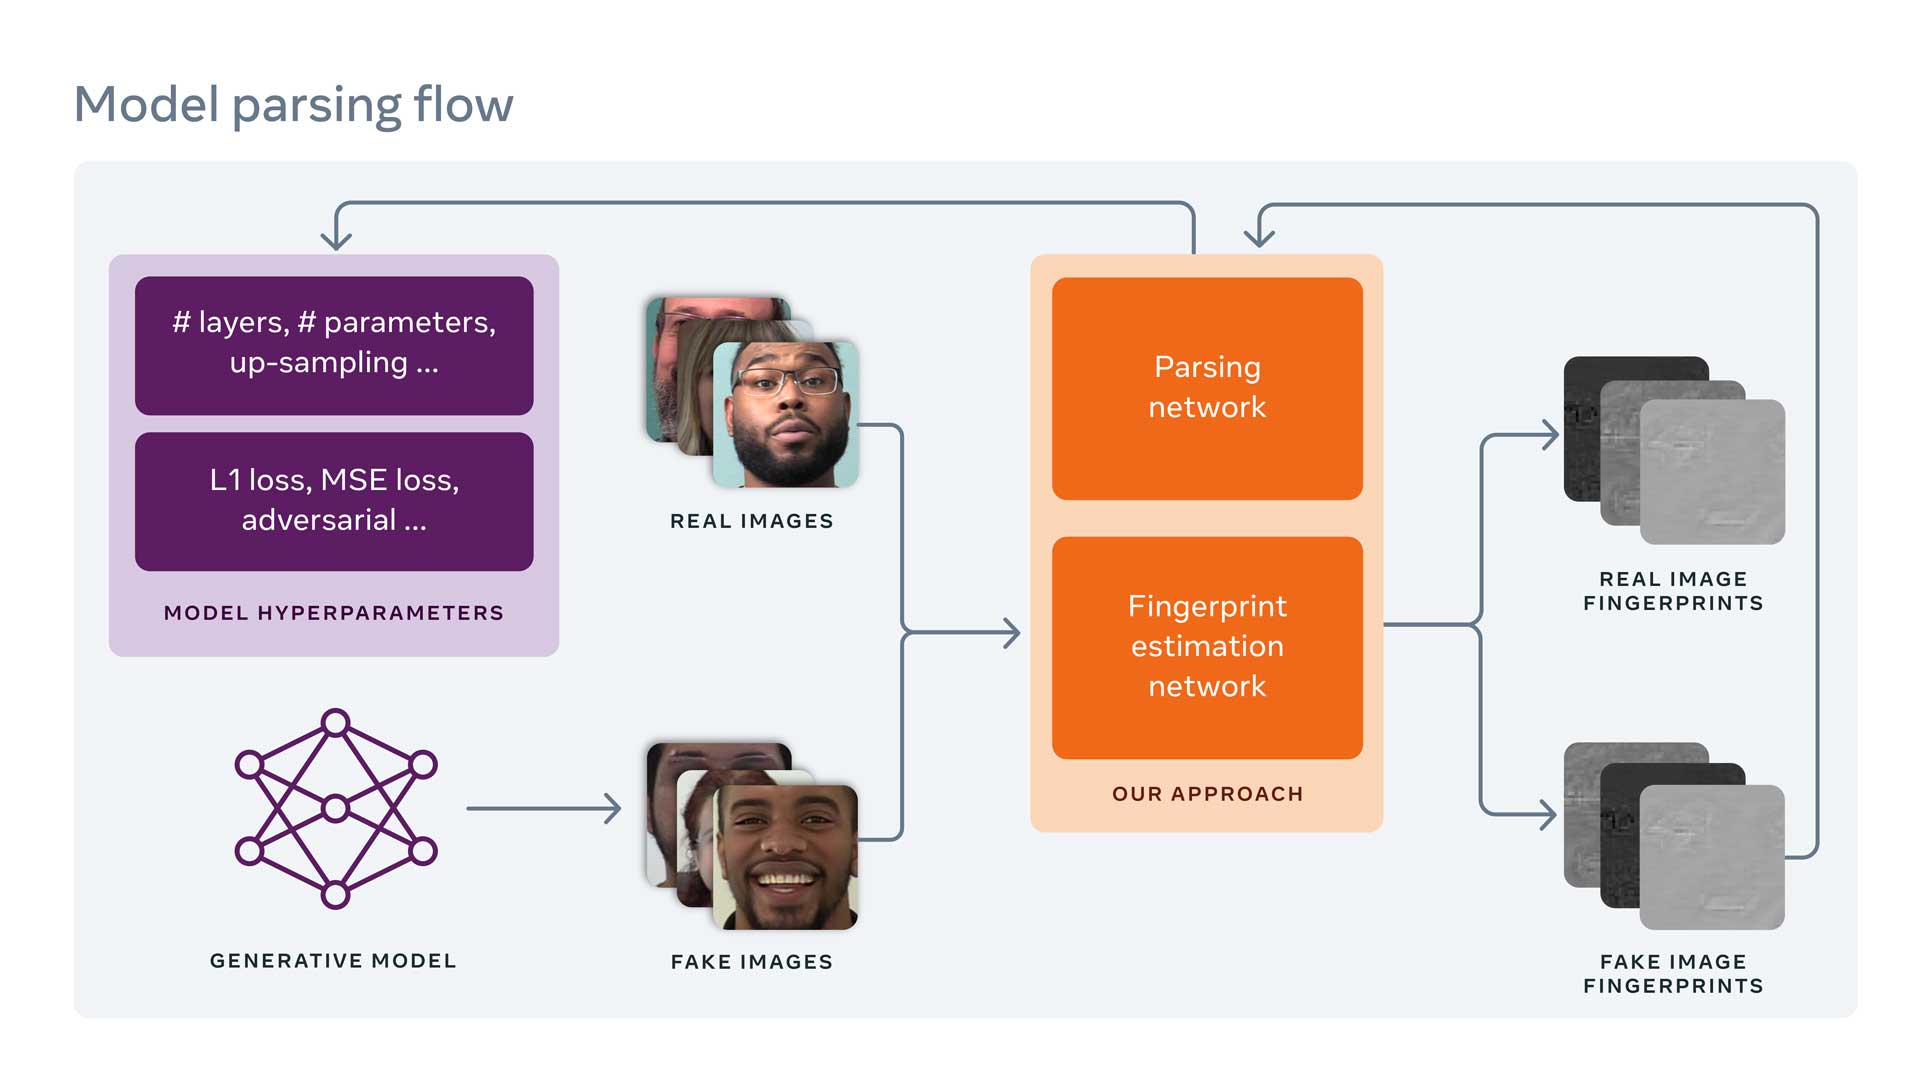 Model parsing flow
# layers, # parameters,
up-sampling ...
L1 loss, MSE loss,
adversarial ...
MODEL HYPERPARAMETERS
GENERATIVE MODEL
REAL IMAGES
FAKE IMAGES
Parsing
network
Fingerprint
estimation
network
OUR APPROACH
REAL IMAGE
FINGERPRINTS
FAKE IMAGE
FINGERPRINTS